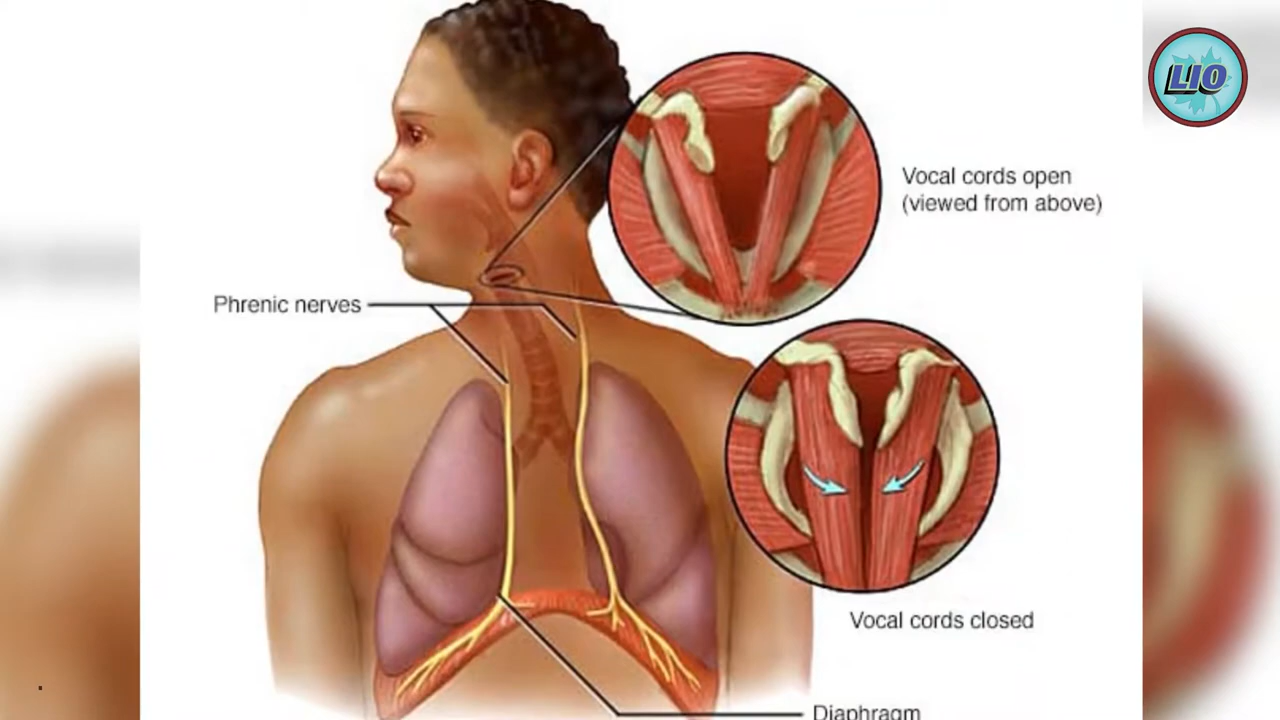 LIO
Vocal cords open
(viewed from above)
Phrenic nerves
Vocal cords closed
Diaphragm